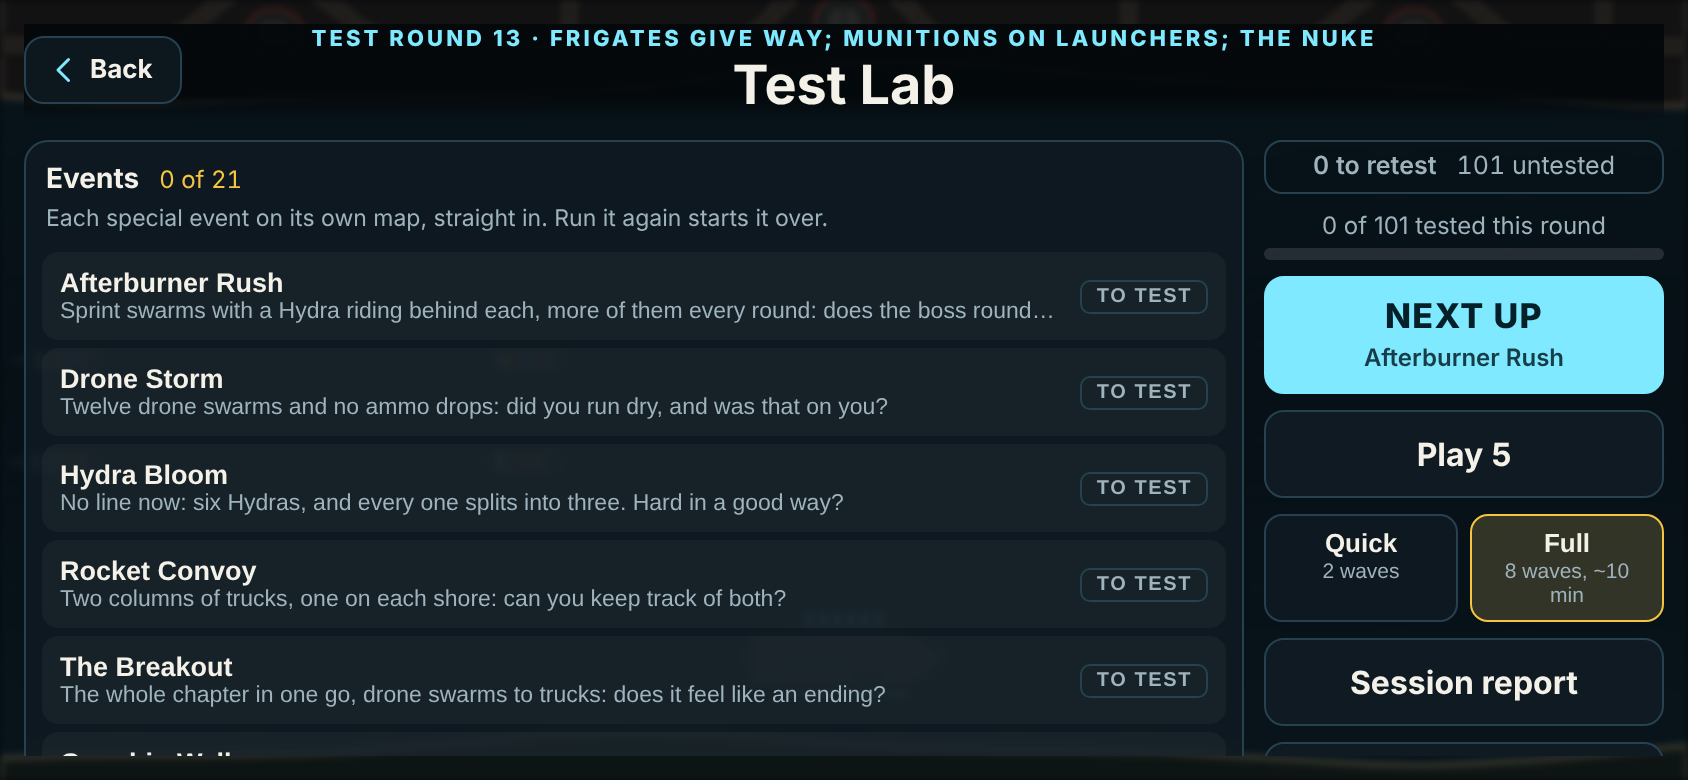 TEST ROUND 13 · FRIGATES GIVE WAY; MUNITIONS ON LAUNCHERS; THE NUKE
Back
Test Lab
Events 0 of 21
Each special event on its own map, straight in. Run it again starts it over.
Afterburner Rush
Sprint swarms with a Hydra riding behind each, more of them every round: does the boss round…
TO TEST
Drone Storm
Twelve drone swarms and no ammo drops: did you run dry, and was that on you?
TO TEST
Hydra Bloom
No line now: six Hydras, and every one splits into three. Hard in a good way?
TO TEST
Rocket Convoy
Two columns of trucks, one on each shore: can you keep track of both?
TO TEST
The Breakout
The whole chapter in one go, drone swarms to trucks: does it feel like an ending?
TO TEST
0 to retest 101 untested
0 of 101 tested this round
NEXT UP
Afterburner Rush
Play 5
Quick
2 waves
Full
8 waves, ~10
min
Session report